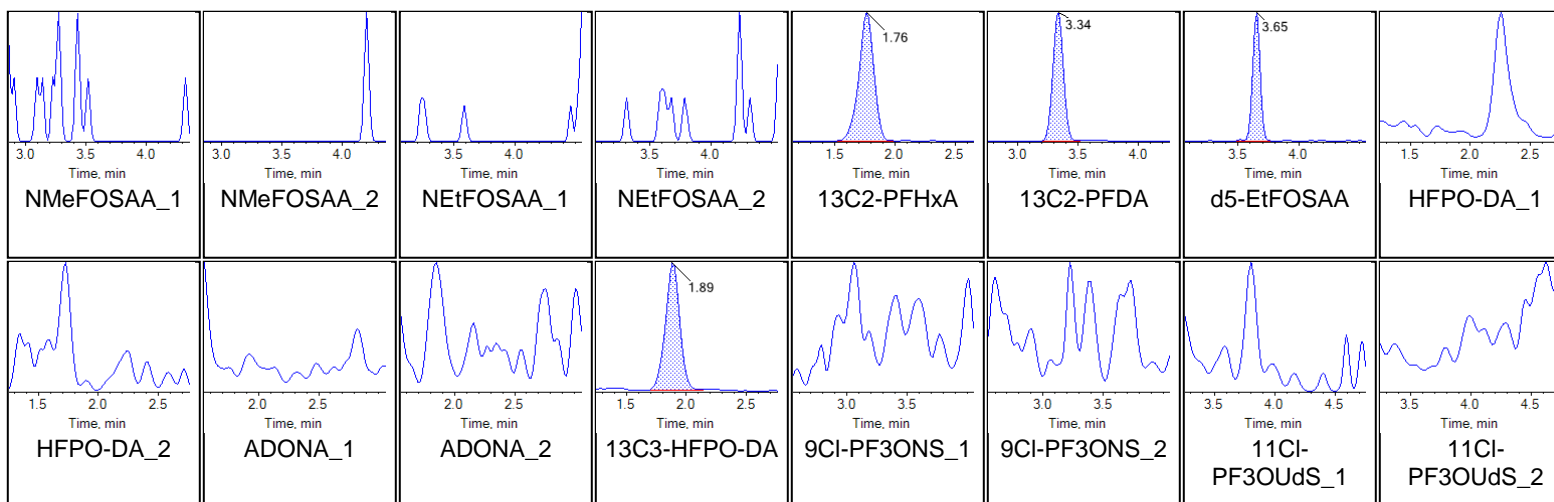 1.76
3.34
3.65
3.0 3.5 4.0
3.0 3.5 4.0
3.0 3.5 4.0
3.0 3.5 4.0
1.5 2.0 2.5
3.0 3.5 4.0
3.5 4.0
1.5 2.0 2.5
Time, min
Time, min
Time, min
Time, min
Time, min
Time, min
Time, min
Time, min
NMeFOSAA_1
NMeFOSAA_2
NEtFOSAA_1
NEtFOSAA_2
13C2-PFHxA
13C2-PFDA
d5-EtFOSAA
HFPO-DA_1
1.89
1.5 2.0 2.5
2.0 2.5
2.0 2.5
1.5 2.0 2.5
3.0 3.5
3.0 3.5
3.5 4.0 4.5
3.5 4.0 4.5
Time, min
Time, min
Time, min
Time, min
Time, min
Time, min
Time, min
Time, min
HFPO-DA_2
ADONA_1
ADONA_2
13C3-HFPO-DA
9Cl-PF3ONS_1
9Cl-PF3ONS_2
11Cl-
PF3OUdS_1
11Cl-
PF3OUdS_2